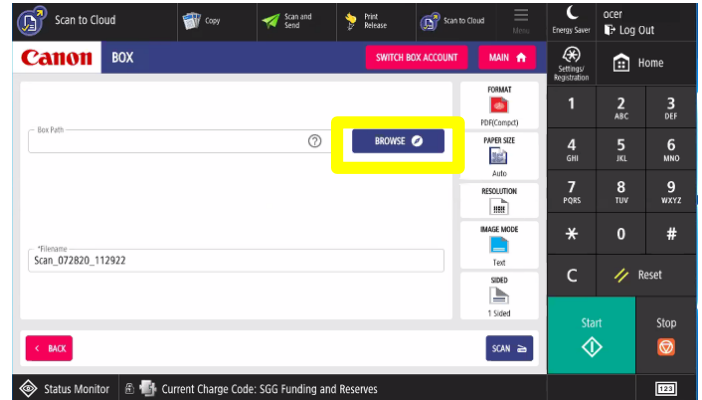 Scan to Cloud
Copy
Scan and
Send
Print
Release
Scan to Cloud
Menu
Energy Saver
ocer
Log Out
Canon
BOX
SWITCH BOX ACCOUNT
MAIN
Settings/
Registration
Home
Box Path
?
BROWSE
FORMAT
PDF(Compct)
PAPER SIZE
Auto
RESOLUTION
IMAGE MODE
Text
SIDED
1 Sided
*Filename
Scan_072820_112922
< BACK
SCAN
1
2
ABC
3
DEF
4
GHI
5
JKL
6
MNO
7
PQRS
8
TUV
9
WXYZ
*
0
#
C
Reset
Start
Stop
Status Monitor
Current Charge Code: SGG Funding and Reserves
123